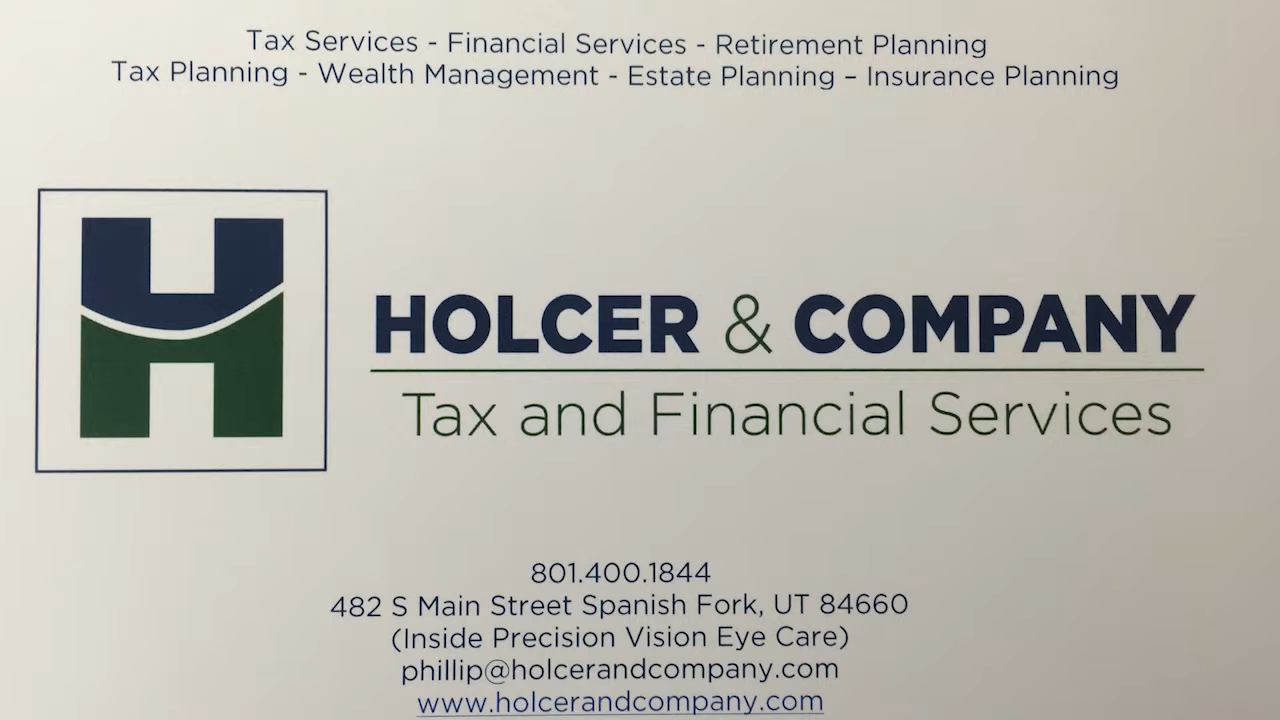 Tax Services - Financial Services - Retirement Planning
Tax Planning - Wealth Management - Estate Planning – Insurance Planning
H
HOLCER & COMPANY
Tax and Financial Services
801.400.1844
482 S Main Street Spanish Fork, UT 84660
(Inside Precision Vision Eye Care)
phillip@holcerandcompany.com
www.holcerandcompany.com